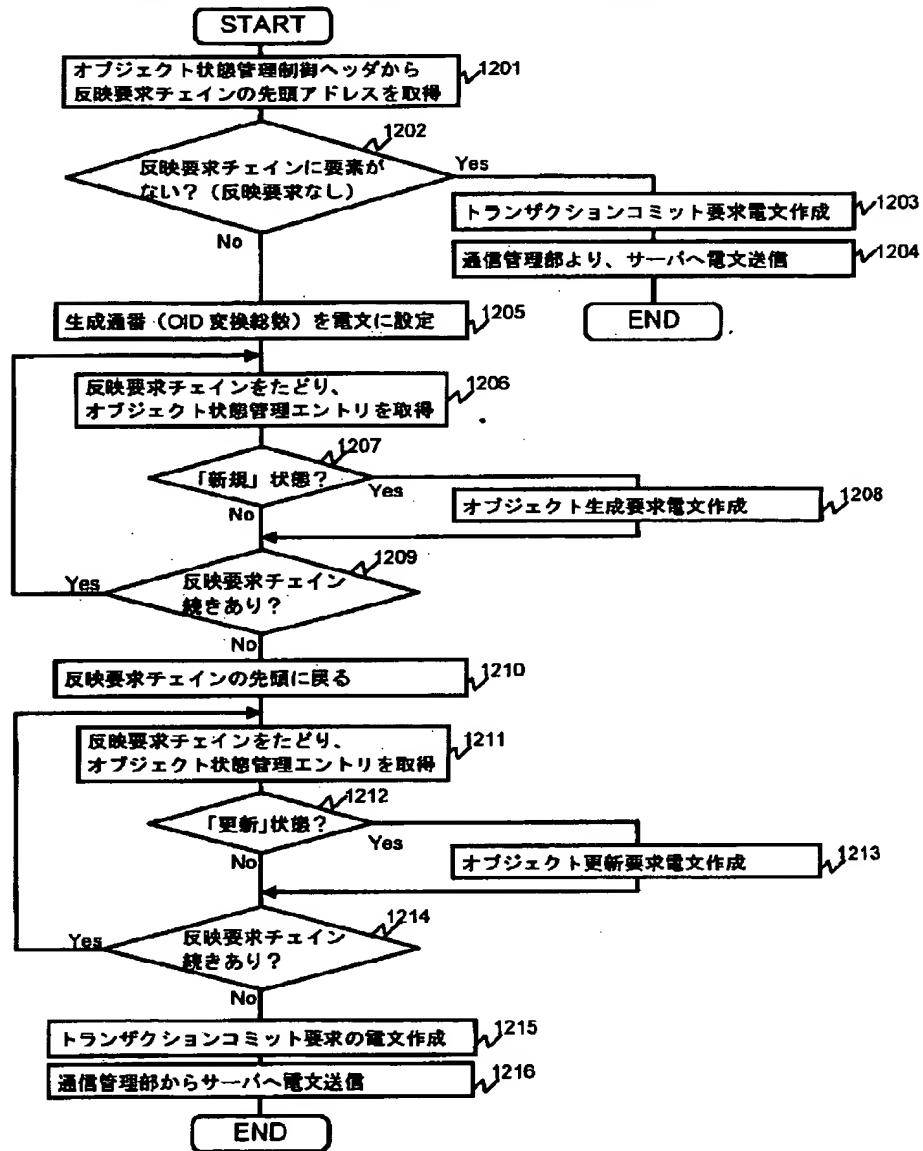 START
オブジェクト状態管理制御ヘッダから
反映要求チェインの先頭アドレスを取得
1201
1202
反映要求チェインに要素が
ない？（反映要求なし）
Yes
No
トランザクションコミット要求電文作成
1203
通信管理部より、サーバへ電文送信
1204
END
生成通番（OID変換総数）を電文に設定
1205
反映要求チェインをたどり、
オブジェクト状態管理エントリを取得
1206
1207
「新規」状態？
Yes
No
オブジェクト生成要求電文作成
1208
1209
反映要求チェイン
続きあり？
Yes
No
反映要求チェインの先頭に戻る
1210
反映要求チェインをたどり、
オブジェクト状態管理エントリを取得
1211
1212
「更新」状態？
Yes
No
オブジェクト更新要求電文作成
1213
1214
反映要求チェイン
続きあり？
Yes
No
トランザクションコミット要求の電文作成
1215
通信管理部からサーバへ電文送信
1216
END